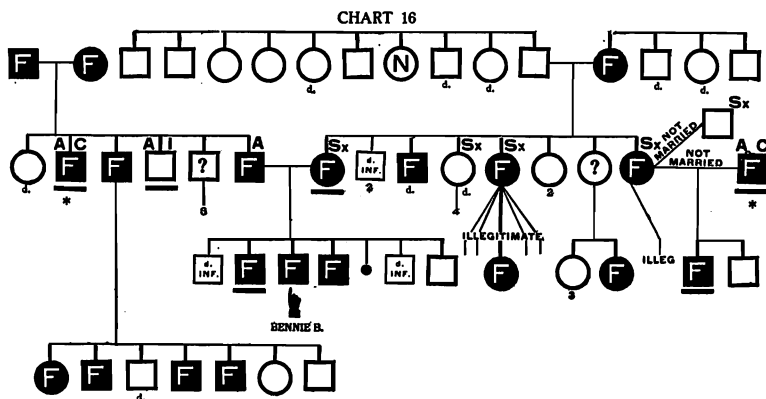 CHART 16
F F N F
d. d. d. d. d.
Sx
NOT MARRIED
A C A I A Sx Sx Sx Sx NOT MARRIED A C
d. F F ? F F d. INF. F F ? F F
d. * 6 2 d. 4 d. 2 *
ILLEGITIMATE
d. INF. F F F d. INF. F 3 F ILLEG F
BENNIE B.
F F F F
d.